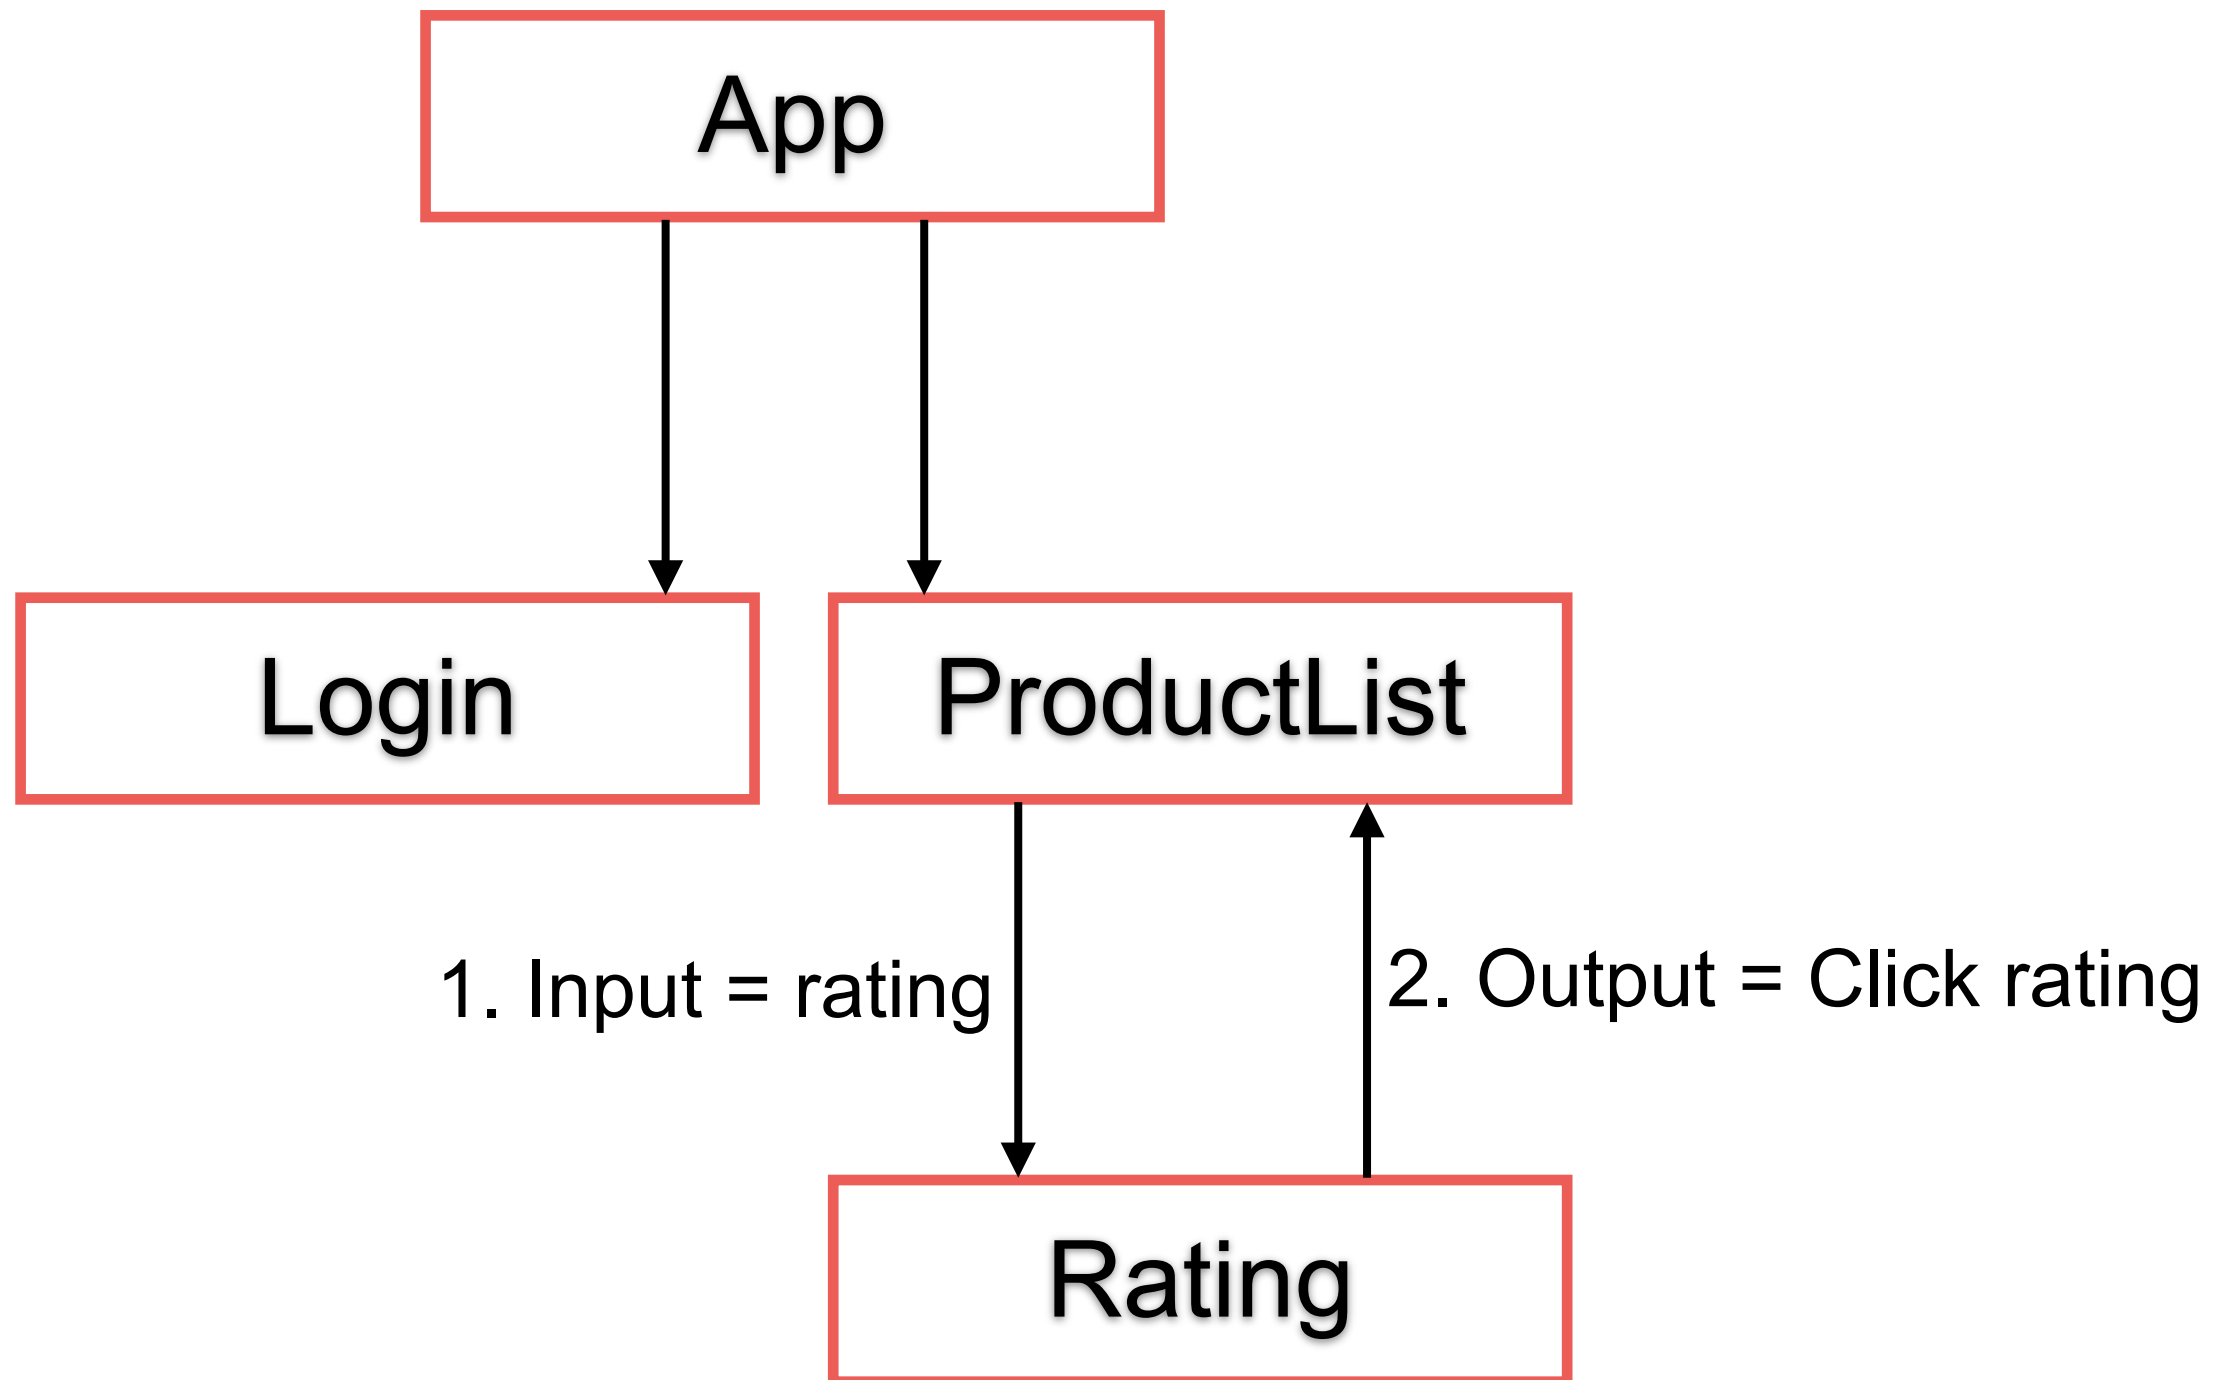 App
Login
ProductList
1. Input = rating
2. Output = Click rating
Rating